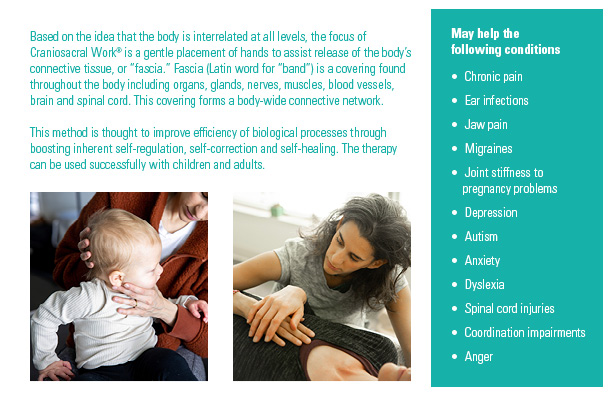 Based on the idea that the body is interrelated at all levels, the focus of
Craniosacral Work® is a gentle placement of hands to assist release of the body's
connective tissue, or “fascia.” Fascia (Latin word for “band”) is a covering found
throughout the body including organs, glands, nerves, muscles, blood vessels,
brain and spinal cord. This covering forms a body-wide connective network.
This method is thought to improve efficiency of biological processes through
boosting inherent self-regulation, self-correction and self-healing. The therapy
can be used successfully with children and adults.
May help the
following conditions
• Chronic pain
• Ear infections
• Jaw pain
• Migraines
• Joint stiffness to
pregnancy problems
• Depression
• Autism
• Anxiety
• Dyslexia
• Spinal cord injuries
• Coordination impairments
• Anger